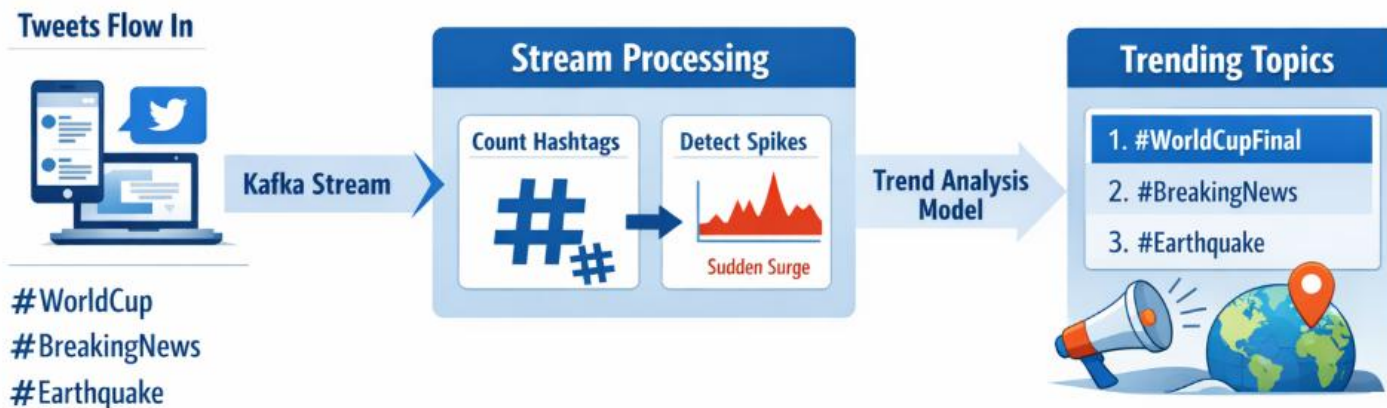 Tweets Flow In
#WorldCup
#BreakingNews
#Earthquake
Kafka Stream
Stream Processing
Count Hashtags
Detect Spikes
Sudden Surge
Trend Analysis
Model
Trending Topics
1. #WorldCupFinal
2. #BreakingNews
3. #Earthquake